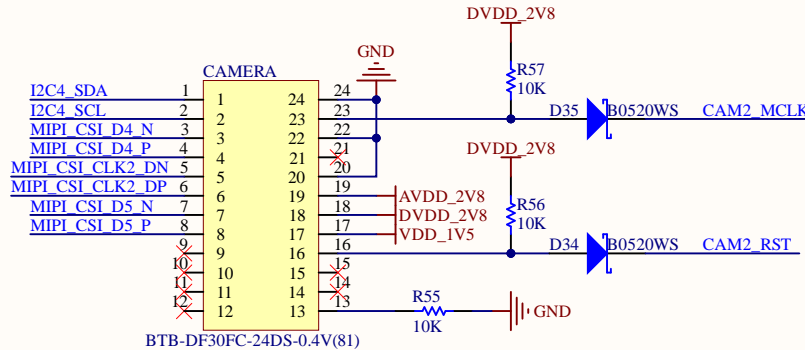 DVDD_2V8
GND
R57
10K
CAMERA
I2C4_SDA 1 1 24 24
I2C4_SCL 2 2 23 23 D35 B0520WS CAM2_MCLK
MIPI_CSI_D4_N 3 3 22 22
MIPI_CSI_D4_P 4 4 21 21 DVDD_2V8
MIPI_CSI_CLK2_DN 5 5 20 20
MIPI_CSI_CLK2_DP 6 6 19 19 AVDD_2V8 R56
MIPI_CSI_D5_N 7 7 18 18 DVDD_2V8 10K
MIPI_CSI_D5_P 8 8 17 17 VDD_1V5
9 9 16 16 D34 B0520WS CAM2_RST
10 10 15 15
11 11 14 14
12 12 13 13 R55 GND
10K
BTB-DF30FC-24DS-0.4V(81)